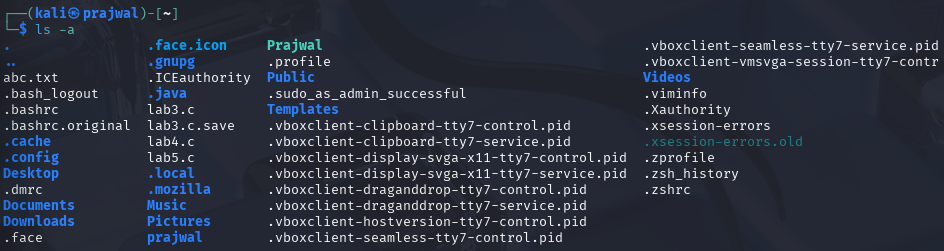 ┌──(kali㉿prajwal)-[~]
└─$ ls -a
.                 .face.icon    Prajwal                                      .vboxclient-seamless-tty7-service.pid
..                .gnupg        .profile                                     .vboxclient-vmsvga-session-tty7-contr
abc.txt           .ICEauthority Public                                       Videos
.bash_logout      .java         .sudo_as_admin_successful                    .viminfo
.bashrc           lab3.c        Templates                                    .Xauthority
.bashrc.original  lab3.c.save   .vboxclient-clipboard-tty7-control.pid       .xsession-errors
.cache            lab4.c        .vboxclient-clipboard-tty7-service.pid       .xsession-errors.old
.config           lab5.c        .vboxclient-display-svga-x11-tty7-control.pid .zprofile
Desktop           .local        .vboxclient-display-svga-x11-tty7-service.pid .zsh_history
.dmrc             .mozilla      .vboxclient-draganddrop-tty7-control.pid     .zshrc
Documents         Music         .vboxclient-draganddrop-tty7-service.pid
Downloads         Pictures      .vboxclient-hostversion-tty7-control.pid
.face             prajwal       .vboxclient-seamless-tty7-control.pid